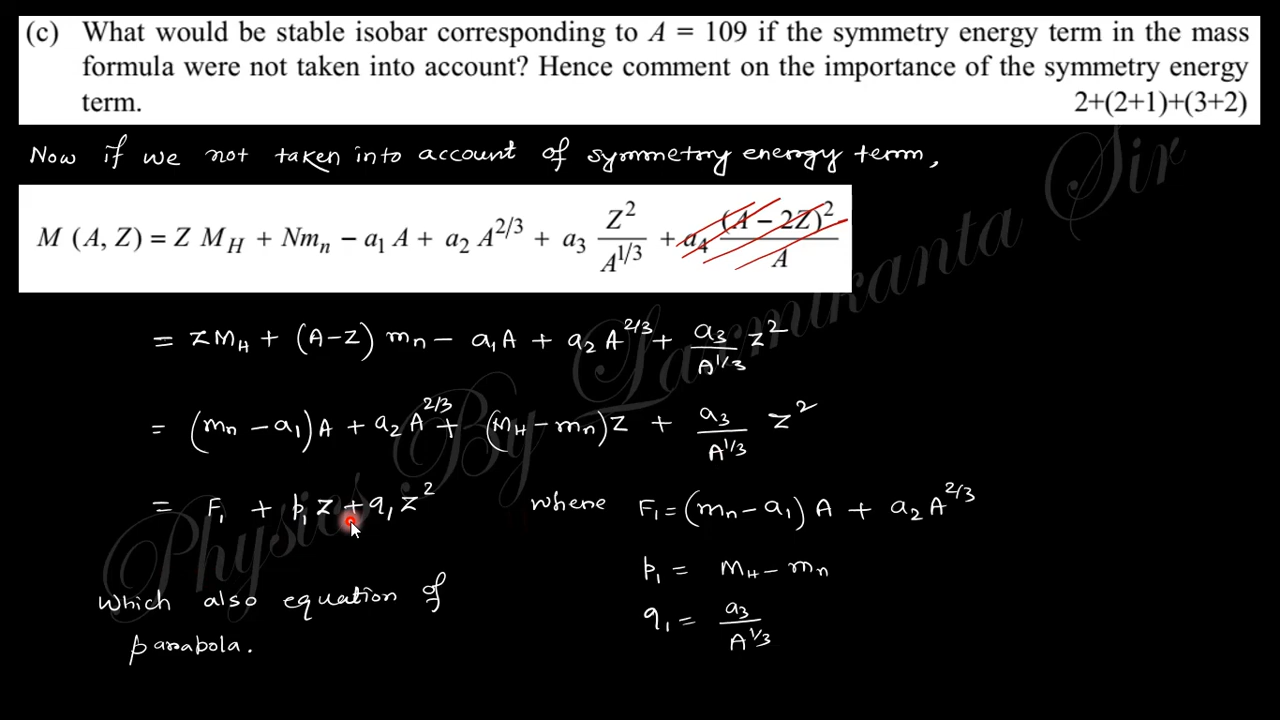 (c) What would be stable isobar corresponding to A = 109 if the symmetry energy term in the mass
formula were not taken into account? Hence comment on the importance of the symmetry energy
term. 2+(2+1)+(3+2)
Now if we not taken into account of symmetry energy term,
M (A, Z) = Z M_H + Nm_n − a_1 A + a_2 A^{2/3} + a_3 Z^2/A^{1/3} + a_4 (A − 2Z)^2/A
= ZM_H + (A-Z) m_n - a_1A + a_2 A^{2/3} + a_3/A^{1/3} Z^2
= (m_n - a_1)A + a_2 A^{2/3} + (M_H - m_n)Z + a_3/A^{1/3} Z^2
= F_1 + p_1 Z + q_1 Z^2 where F_1 = (m_n - a_1) A + a_2 A^{2/3}
p_1 = M_H - m_n
q_1 = a_3/A^{1/3}
Which also equation of
parabola.
Physics By Laxmikanta Sir